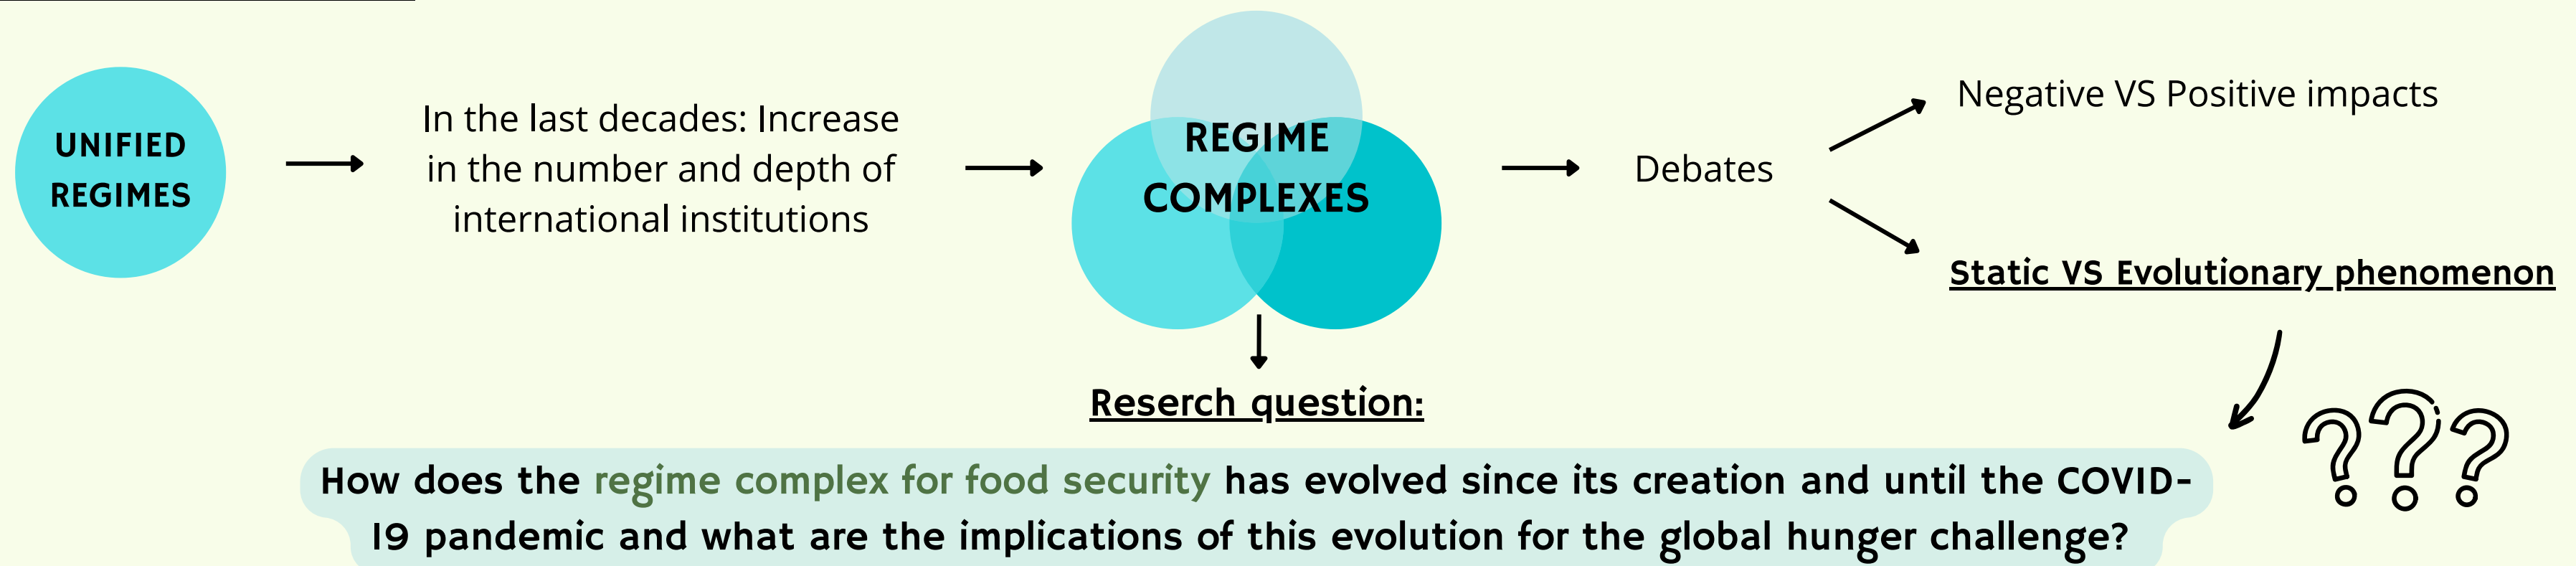 UNIFIED
REGIMES
In the last decades: Increase
in the number and depth of
international institutions
REGIME
COMPLEXES
Debates
Negative VS Positive impacts
Static VS Evolutionary phenomenon
???
Reserch question:
How does the regime complex for food security has evolved since its creation and until the COVID-
19 pandemic and what are the implications of this evolution for the global hunger challenge?